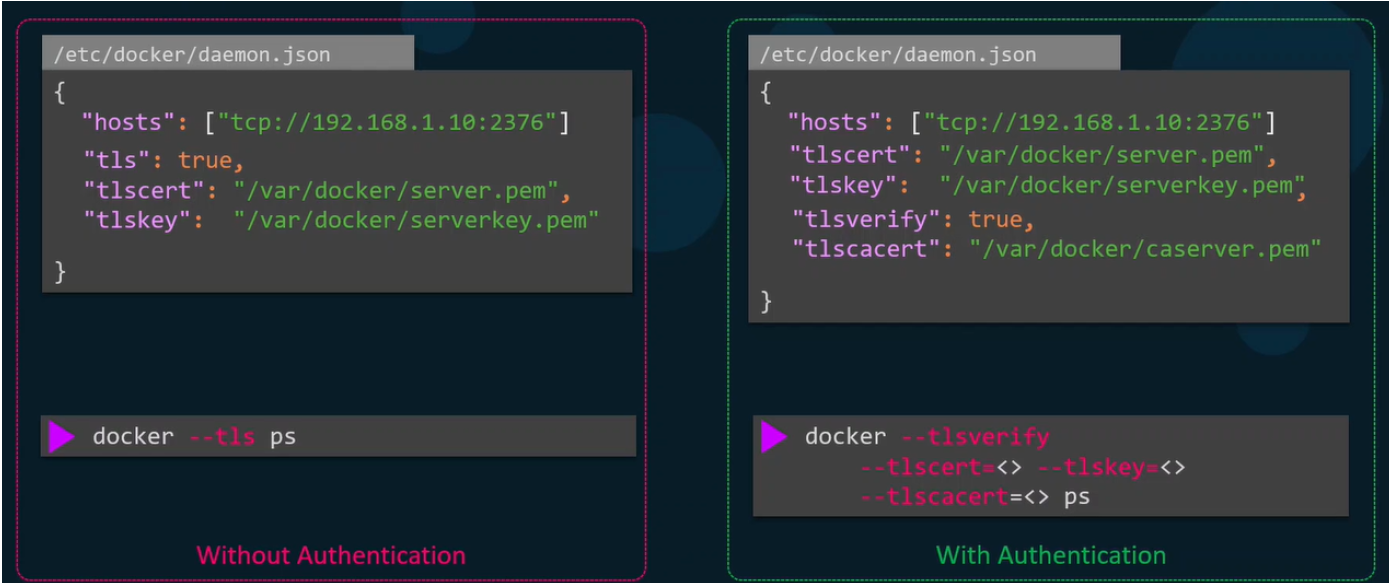 /etc/docker/daemon.json
{
"hosts": ["tcp://192.168.1.10:2376"]
"tls": true,
"tlscert": "/var/docker/server.pem",
"tlskey": "/var/docker/serverkey.pem"
}
docker --tls ps
Without Authentication
/etc/docker/daemon.json
{
"hosts": ["tcp://192.168.1.10:2376"]
"tlscert": "/var/docker/server.pem",
"tlskey": "/var/docker/serverkey.pem",
"tlsverify": true,
"tlscacert": "/var/docker/caserver.pem"
}
docker --tlsverify
--tlscert=<> --tlskey=<>
--tlscacert=<> ps
With Authentication